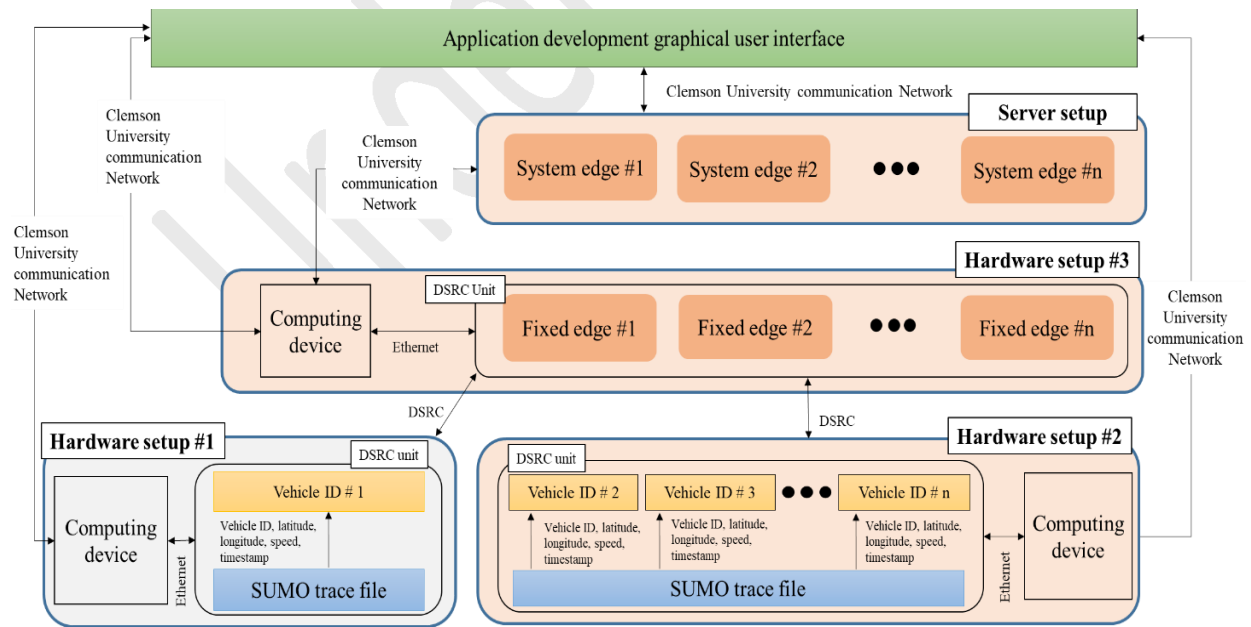 Application development graphical user interface
Clemson University communication Network
Server setup
System edge #1
System edge #2
System edge #n
Clemson
University
communication
Network
Clemson
University
communication
Network
Clemson
University
communication
Network
Hardware setup #3
DSRC Unit
Computing
device
Ethernet
Fixed edge #1
Fixed edge #2
Fixed edge #n
Clemson
University
communication
Network
DSRC
DSRC
Hardware setup #1
DSRC unit
Computing
device
Ethernet
Vehicle ID # 1
Vehicle ID, latitude,
longitude, speed,
timestamp
SUMO trace file
Hardware setup #2
DSRC unit
Vehicle ID # 2
Vehicle ID # 3
Vehicle ID # n
Vehicle ID, latitude,
longitude, speed,
timestamp
Vehicle ID, latitude,
longitude, speed,
timestamp
Vehicle ID, latitude,
longitude, speed,
timestamp
SUMO trace file
Ethernet
Computing
device